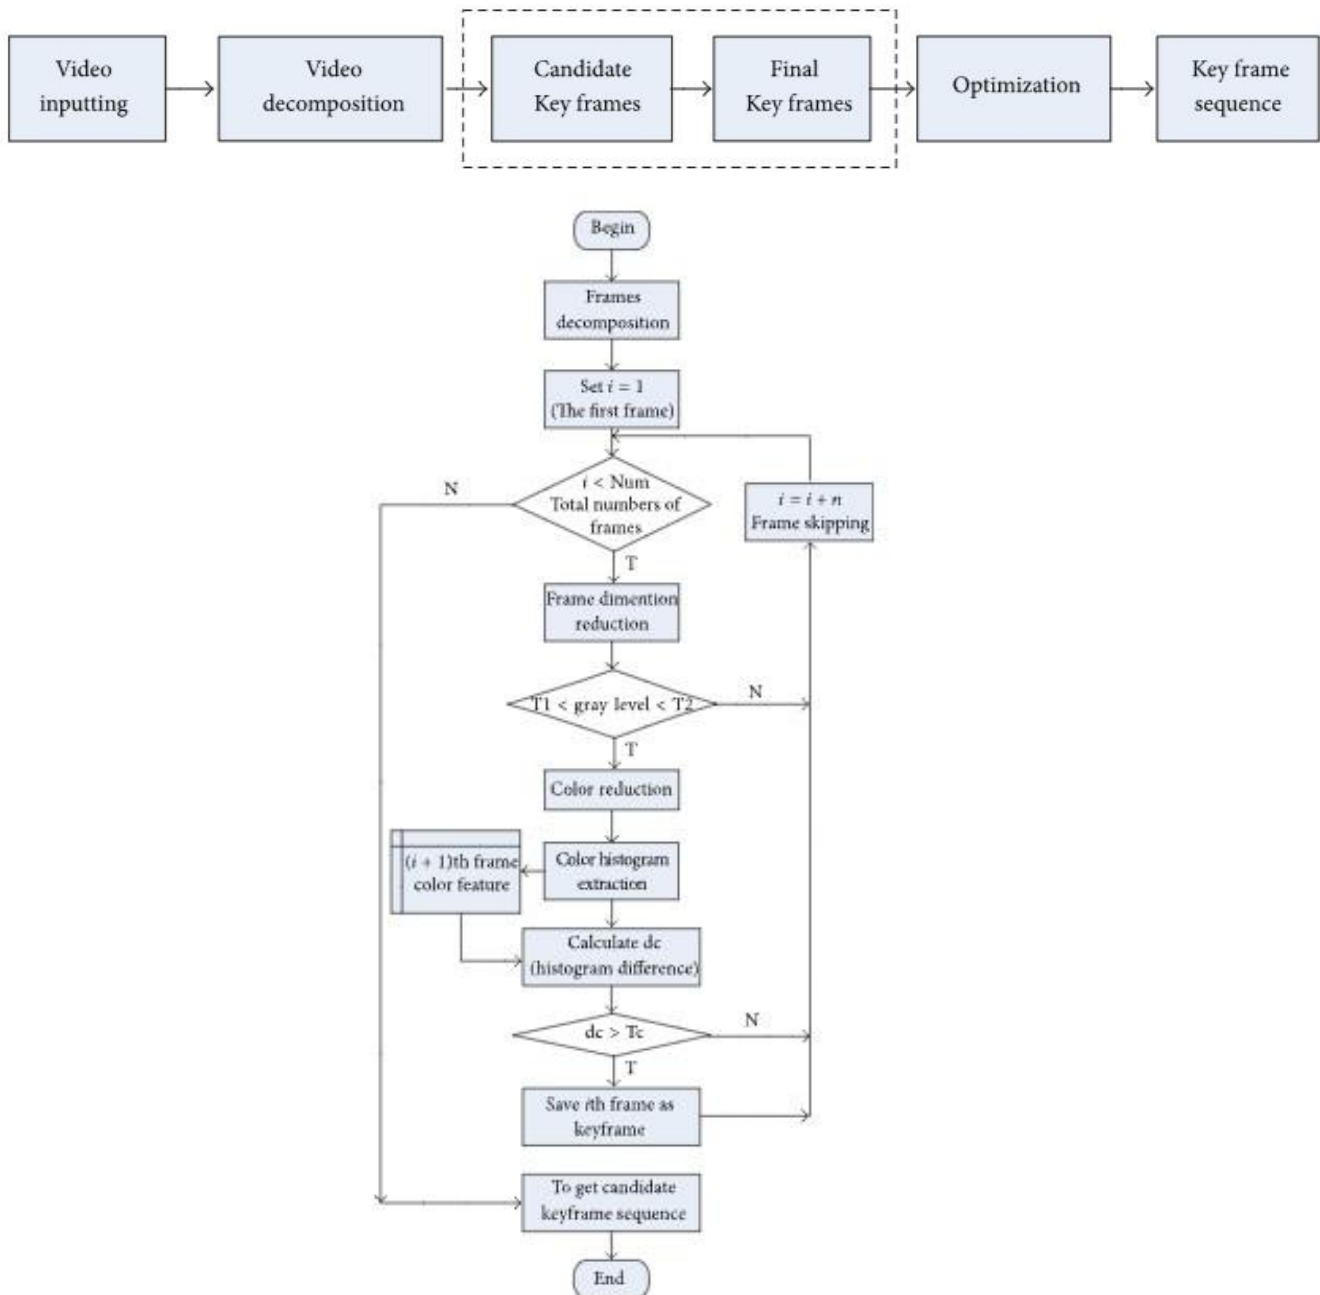 Video
inputting
Video
decomposition
Candidate
Key frames
Final
Key frames
Optimization
Key frame
sequence
Begin
Frames
decomposition
Set i = 1
(The first frame)
i < Num
Total numbers of
frames
N
T
i = i + n
Frame skipping
Frame dimention
reduction
T1 < gray level < T2
N
T
Color reduction
Color histogram
extraction
(i + 1)th frame
color feature
Calculate dc
(histogram difference)
dc > Tc
N
T
Save ith frame as
keyframe
To get candidate
keyframe sequence
End